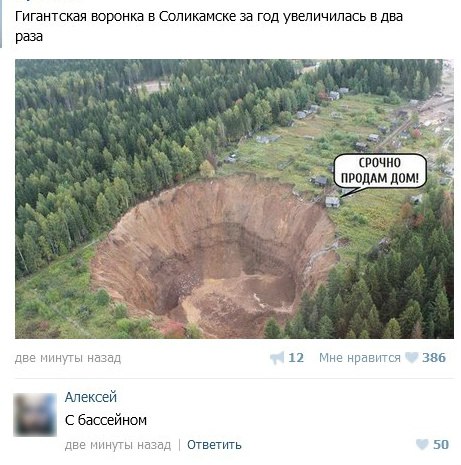 Гигантская воронка в Соликамске за год увеличилась в два
раза
СРОЧНО
ПРОДАМ ДОМ!
две минуты назад 12 Мне нравится 386
Алексей
С бассейном
две минуты назад | Ответить 50